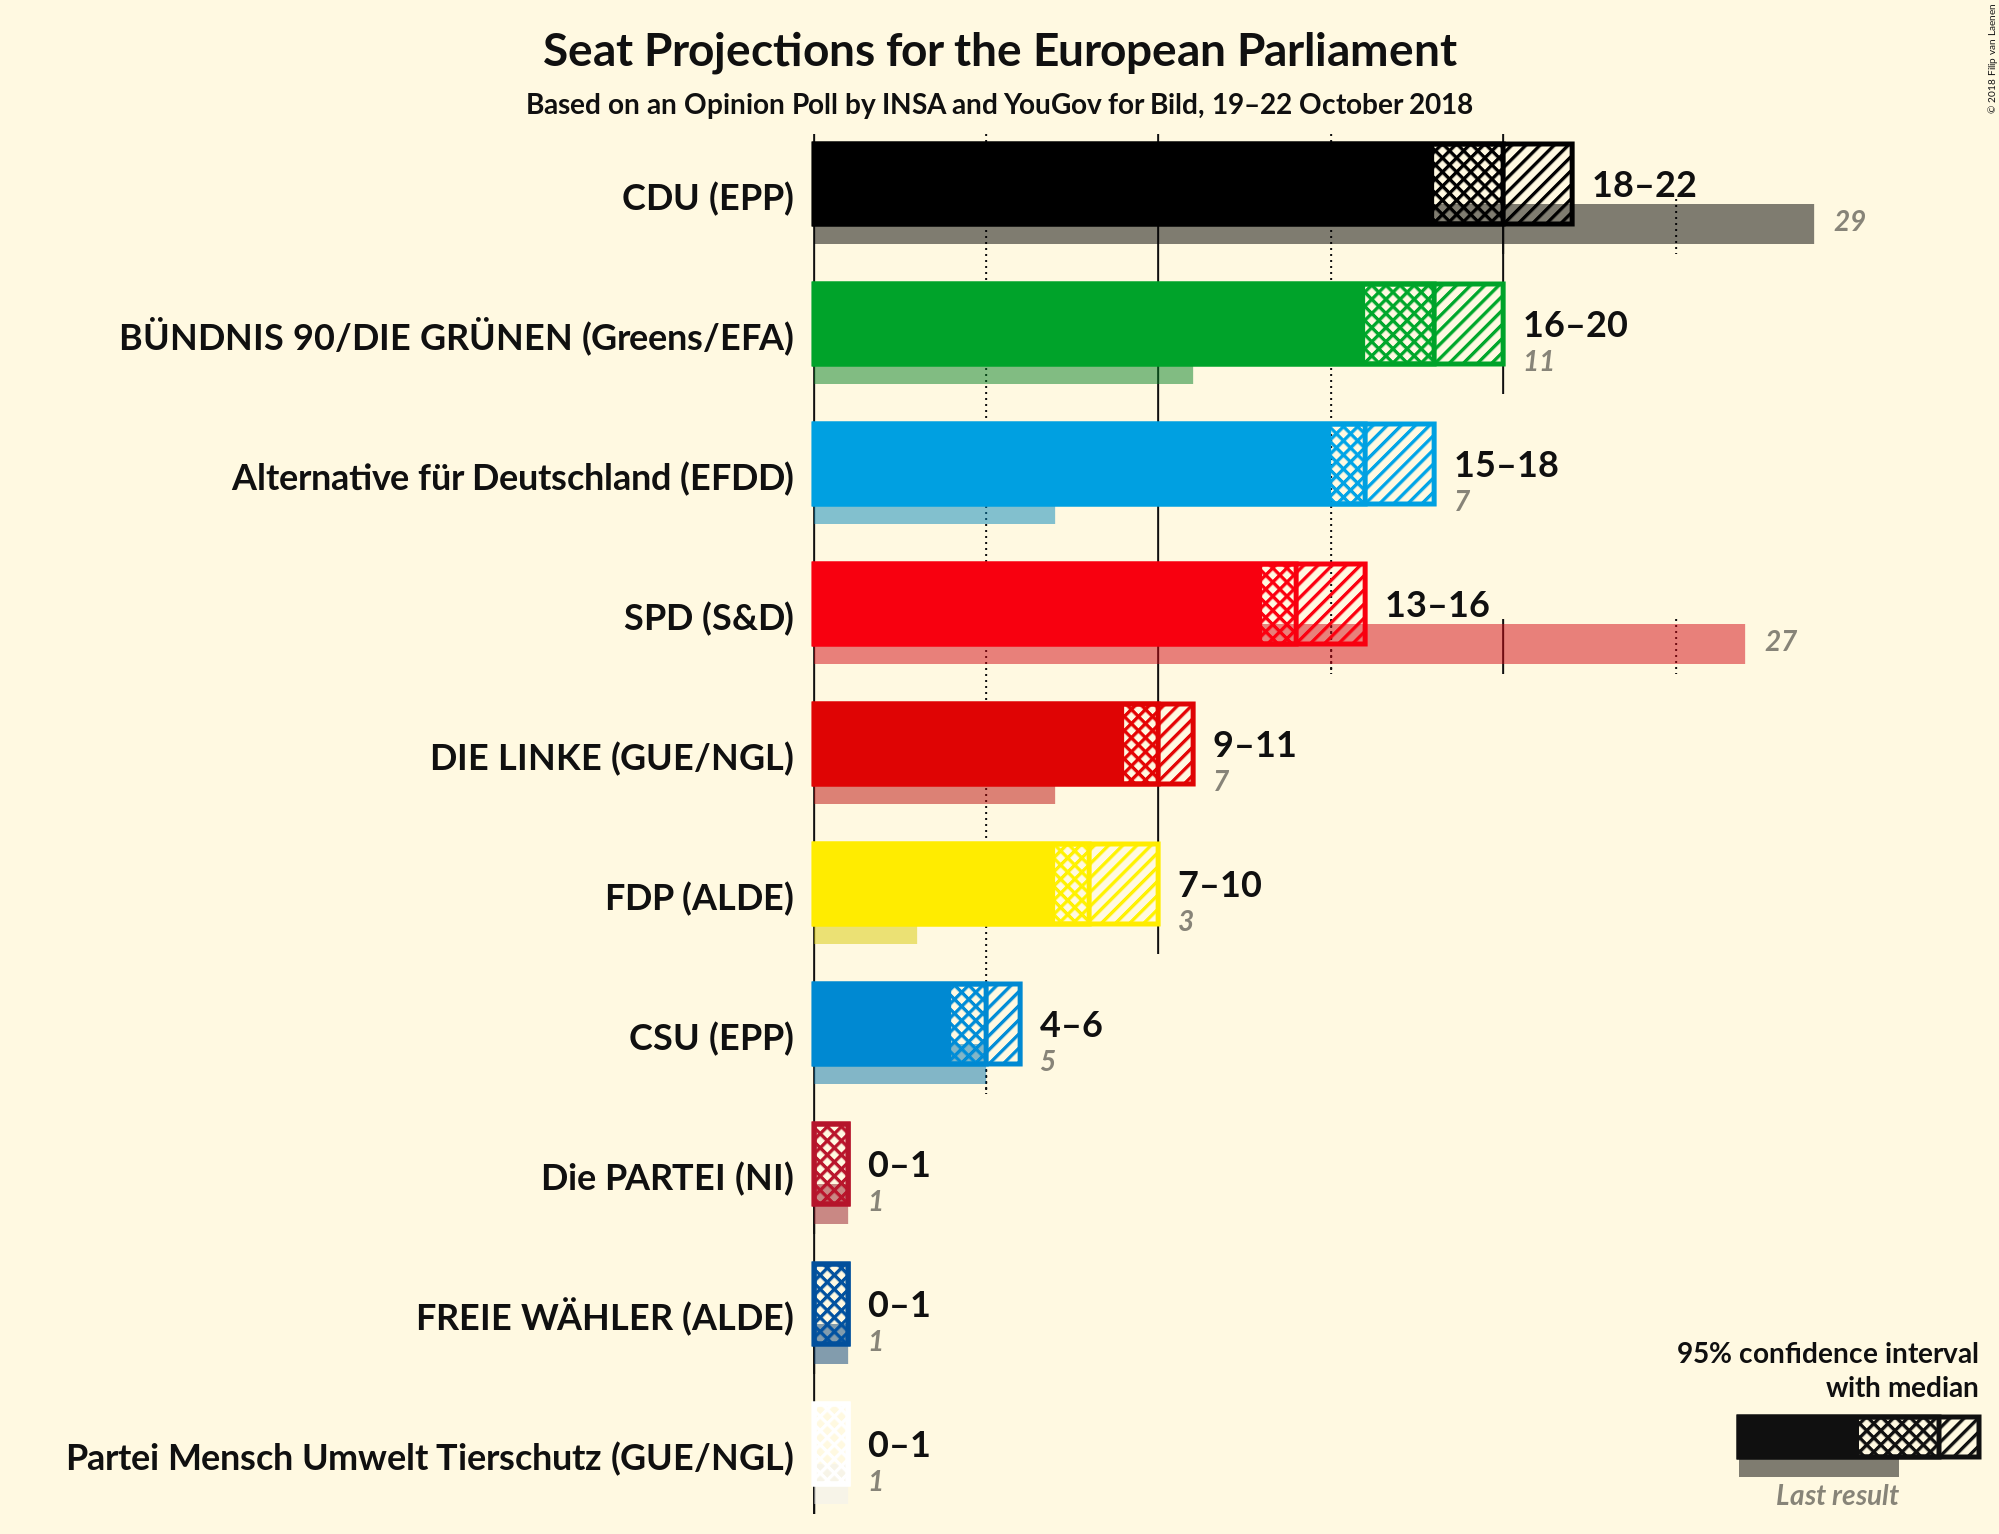 Seat Projections for the European Parliament
Based on an Opinion Poll by INSA and YouGov for Bild, 19–22 October 2018
© 2018 Filip van Laenen
CDU (EPP)
18–22
29
BÜNDNIS 90/DIE GRÜNEN (Greens/EFA)
16–20
11
Alternative für Deutschland (EFDD)
15–18
7
SPD (S&D)
13–16
27
DIE LINKE (GUE/NGL)
9–11
7
FDP (ALDE)
7–10
3
CSU (EPP)
4–6
5
Die PARTEI (NI)
0–1
1
FREIE WÄHLER (ALDE)
0–1
1
Partei Mensch Umwelt Tierschutz (GUE/NGL)
0–1
1
95% confidence interval
with median
Last result